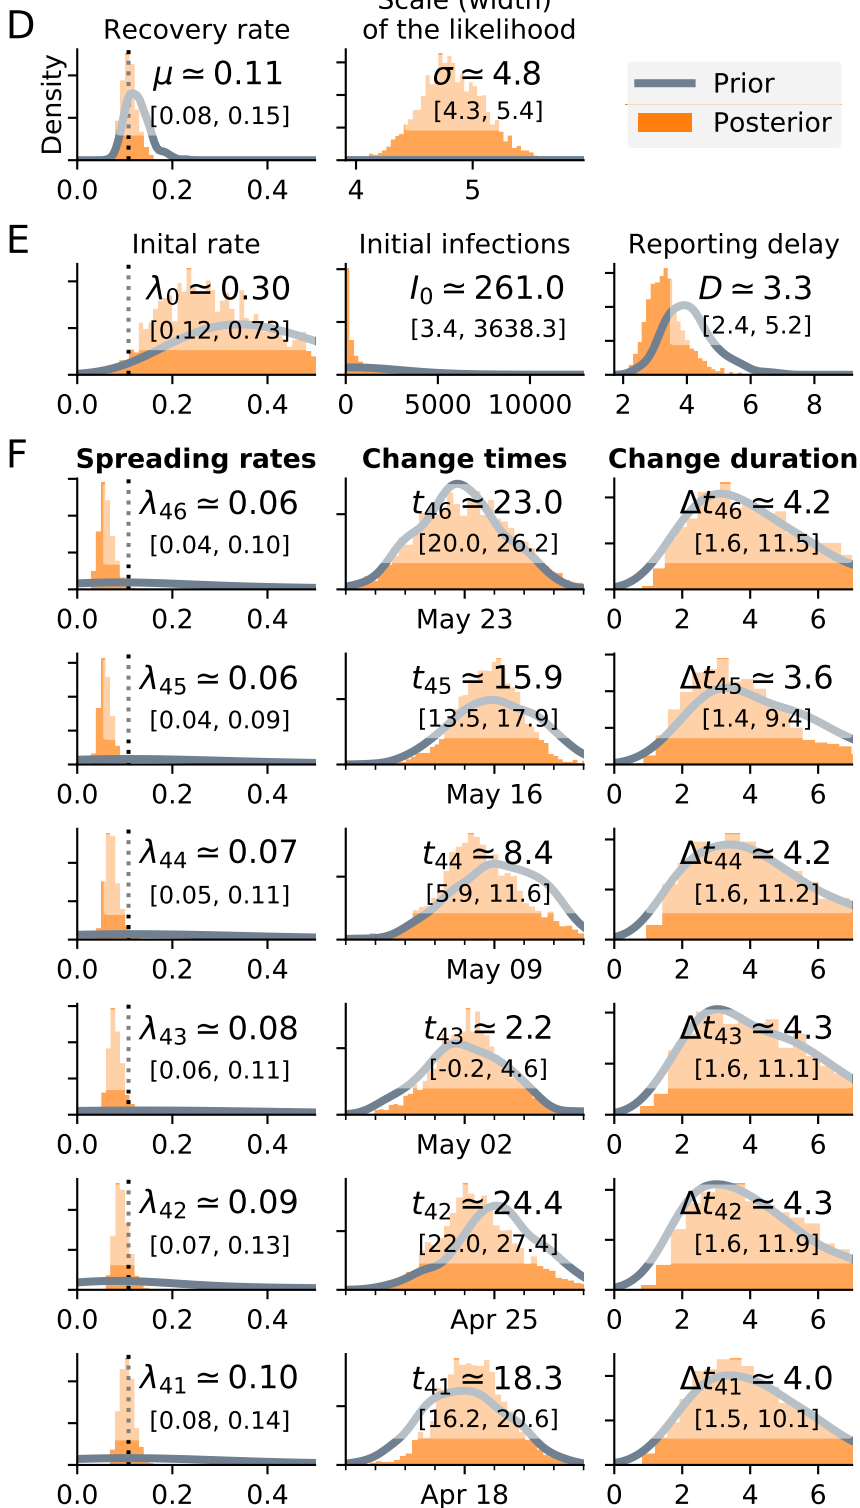 D
Recovery rate
Scale (width)
of the likelihood
Density
μ ≃ 0.11
[0.08, 0.15]
σ ≃ 4.8
[4.3, 5.4]
Prior
Posterior
0.0 0.2 0.4
4 5
E
Inital rate
Initial infections
Reporting delay
λ0 ≃ 0.30
[0.12, 0.73]
I0 ≃ 261.0
[3.4, 3638.3]
D ≃ 3.3
[2.4, 5.2]
0.0 0.2 0.4
0 5000 10000
2 4 6 8
F
Spreading rates
Change times
Change duration
λ46 ≃ 0.06
[0.04, 0.10]
t46 ≃ 23.0
[20.0, 26.2]
Δt46 ≃ 4.2
[1.6, 11.5]
0.0 0.2 0.4
May 23
0 2 4 6
λ45 ≃ 0.06
[0.04, 0.09]
t45 ≃ 15.9
[13.5, 17.9]
Δt45 ≃ 3.6
[1.4, 9.4]
0.0 0.2 0.4
May 16
0 2 4 6
λ44 ≃ 0.07
[0.05, 0.11]
t44 ≃ 8.4
[5.9, 11.6]
Δt44 ≃ 4.2
[1.6, 11.2]
0.0 0.2 0.4
May 09
0 2 4 6
λ43 ≃ 0.08
[0.06, 0.11]
t43 ≃ 2.2
[-0.2, 4.6]
Δt43 ≃ 4.3
[1.6, 11.1]
0.0 0.2 0.4
May 02
0 2 4 6
λ42 ≃ 0.09
[0.07, 0.13]
t42 ≃ 24.4
[22.0, 27.4]
Δt42 ≃ 4.3
[1.6, 11.9]
0.0 0.2 0.4
Apr 25
0 2 4 6
λ41 ≃ 0.10
[0.08, 0.14]
t41 ≃ 18.3
[16.2, 20.6]
Δt41 ≃ 4.0
[1.5, 10.1]
0.0 0.2 0.4
Apr 18
0 2 4 6